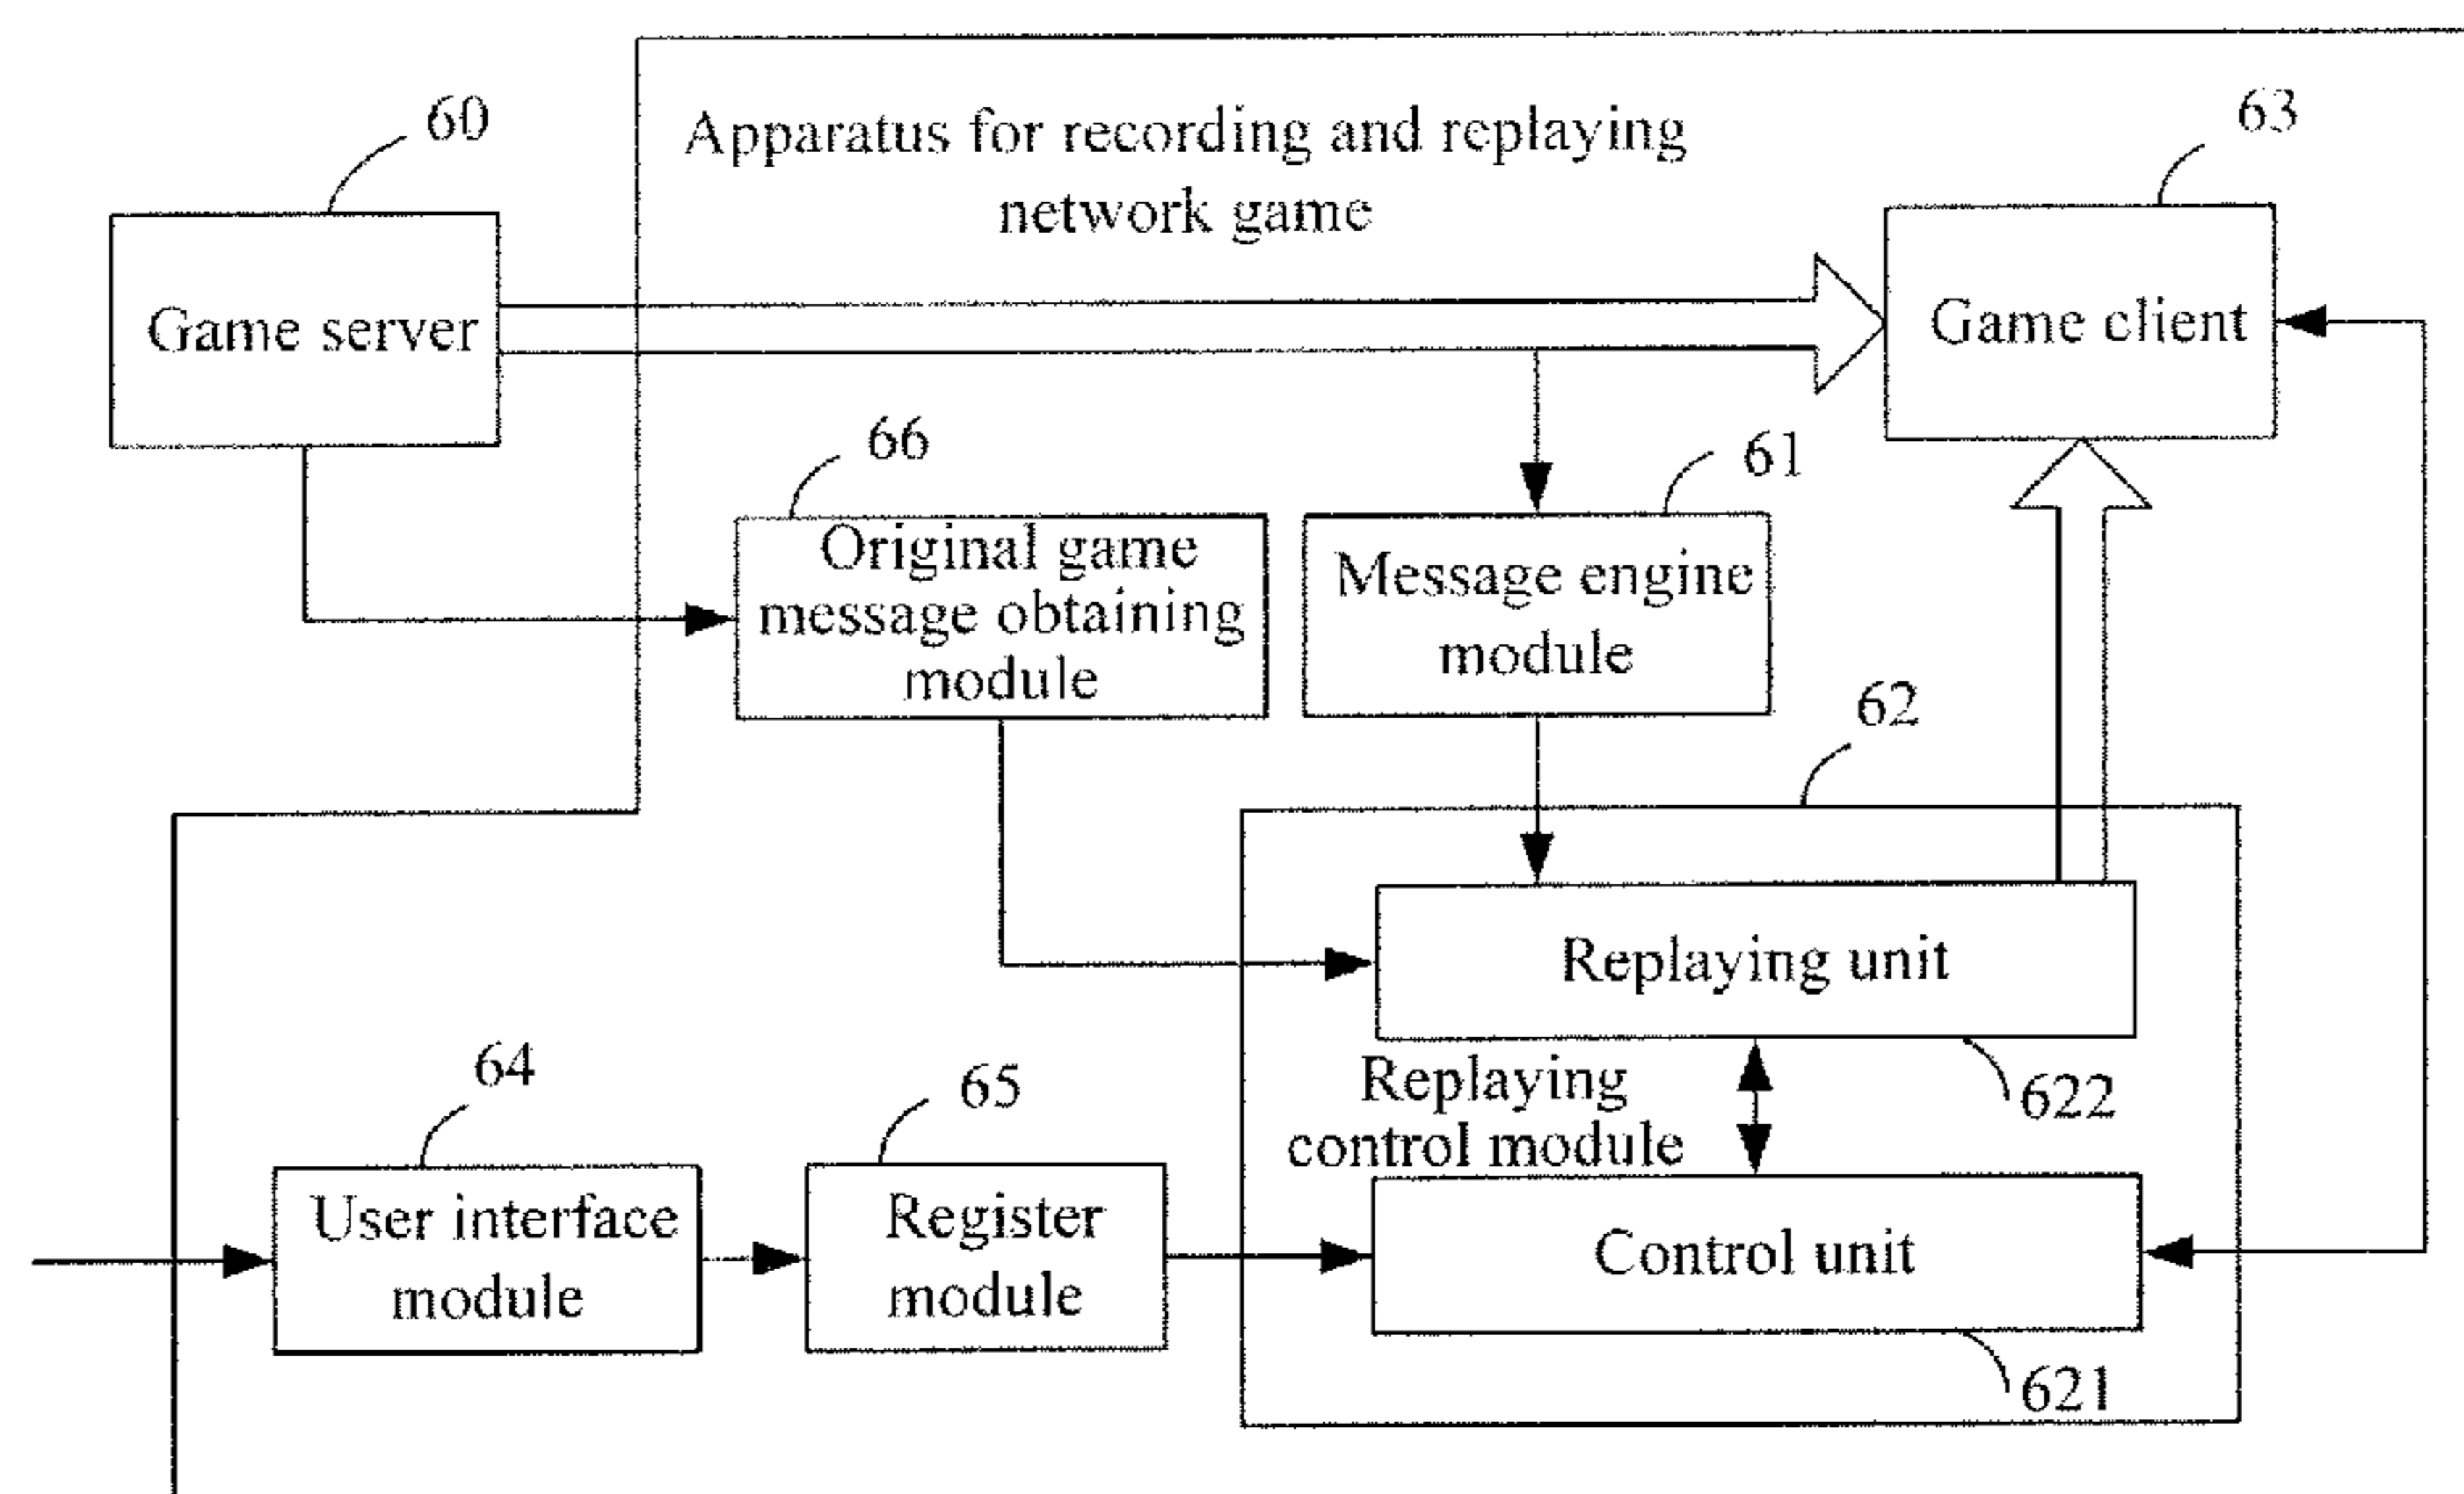 60
Apparatus for recording and replaying
network game
63
Game server
Game client
66
61
Original game
message obtaining
module
Message engine
module
62
Replaying unit
622
Replaying
control module
64
65
User interface
module
Register
module
Control unit
621